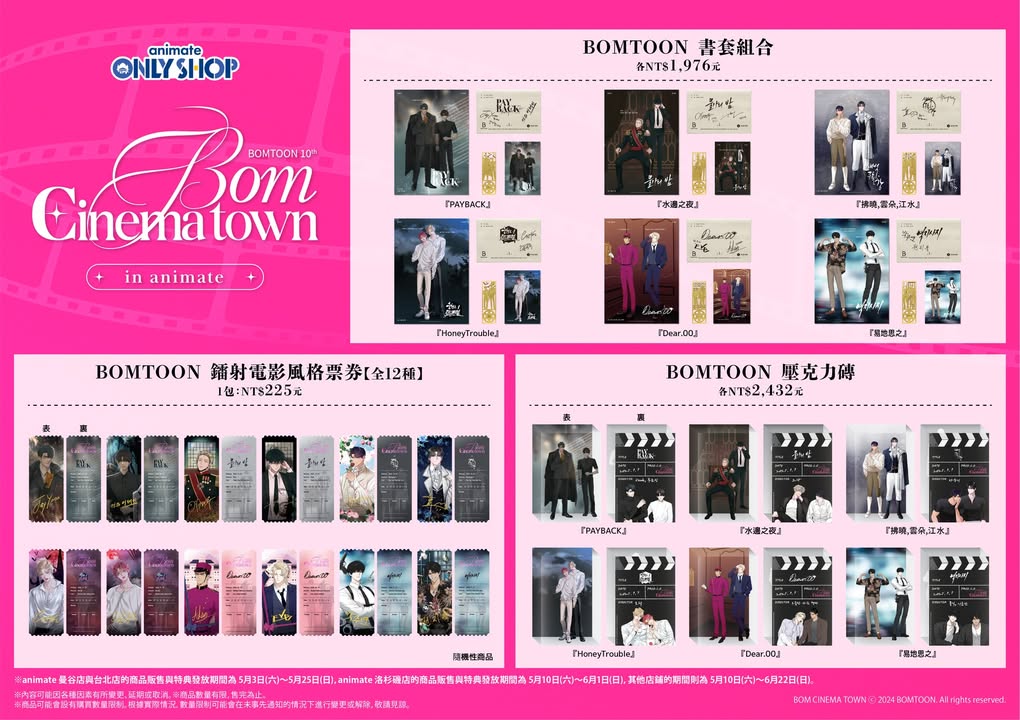 animate
ONLY SHOP
BOMTOON 10th
Bom
Cinema town
in animate
BOMTOON 書套組合
各NT$1,976元
『PAYBACK』
『水邊之夜』
『拂曉,雲朵,江水』
『HoneyTrouble』
『Dear.00』
『易地思之』
BOMTOON 鐳射電影風格票券【全12種】
1包:NT$225元
表 裏
隨機性商品
BOMTOON 壓克力磚
各NT$2,432元
表 裏
『PAYBACK』
『水邊之夜』
『拂曉,雲朵,江水』
『HoneyTrouble』
『Dear.00』
『易地思之』
※animate 曼谷店與台北店的商品販售與特典發放期間為 5月3日(六)～5月25日(日), animate 洛杉磯店的商品販售與特典發放期間為 5月10日(六)～6月1日(日), 其他店鋪的期間則為 5月10日(六)～6月22日(日).
※內容可能因各種因素有所變更, 延期或取消. ※商品數量有限, 售完為止.
※商品可能會設有購買數量限制. 根據實際情況, 數量限制可能會在未事先通知的情況下進行變更或解除, 敬請見諒.
BOM CINEMA TOWN ⓒ 2024 BOMTOON. All rights reserved.